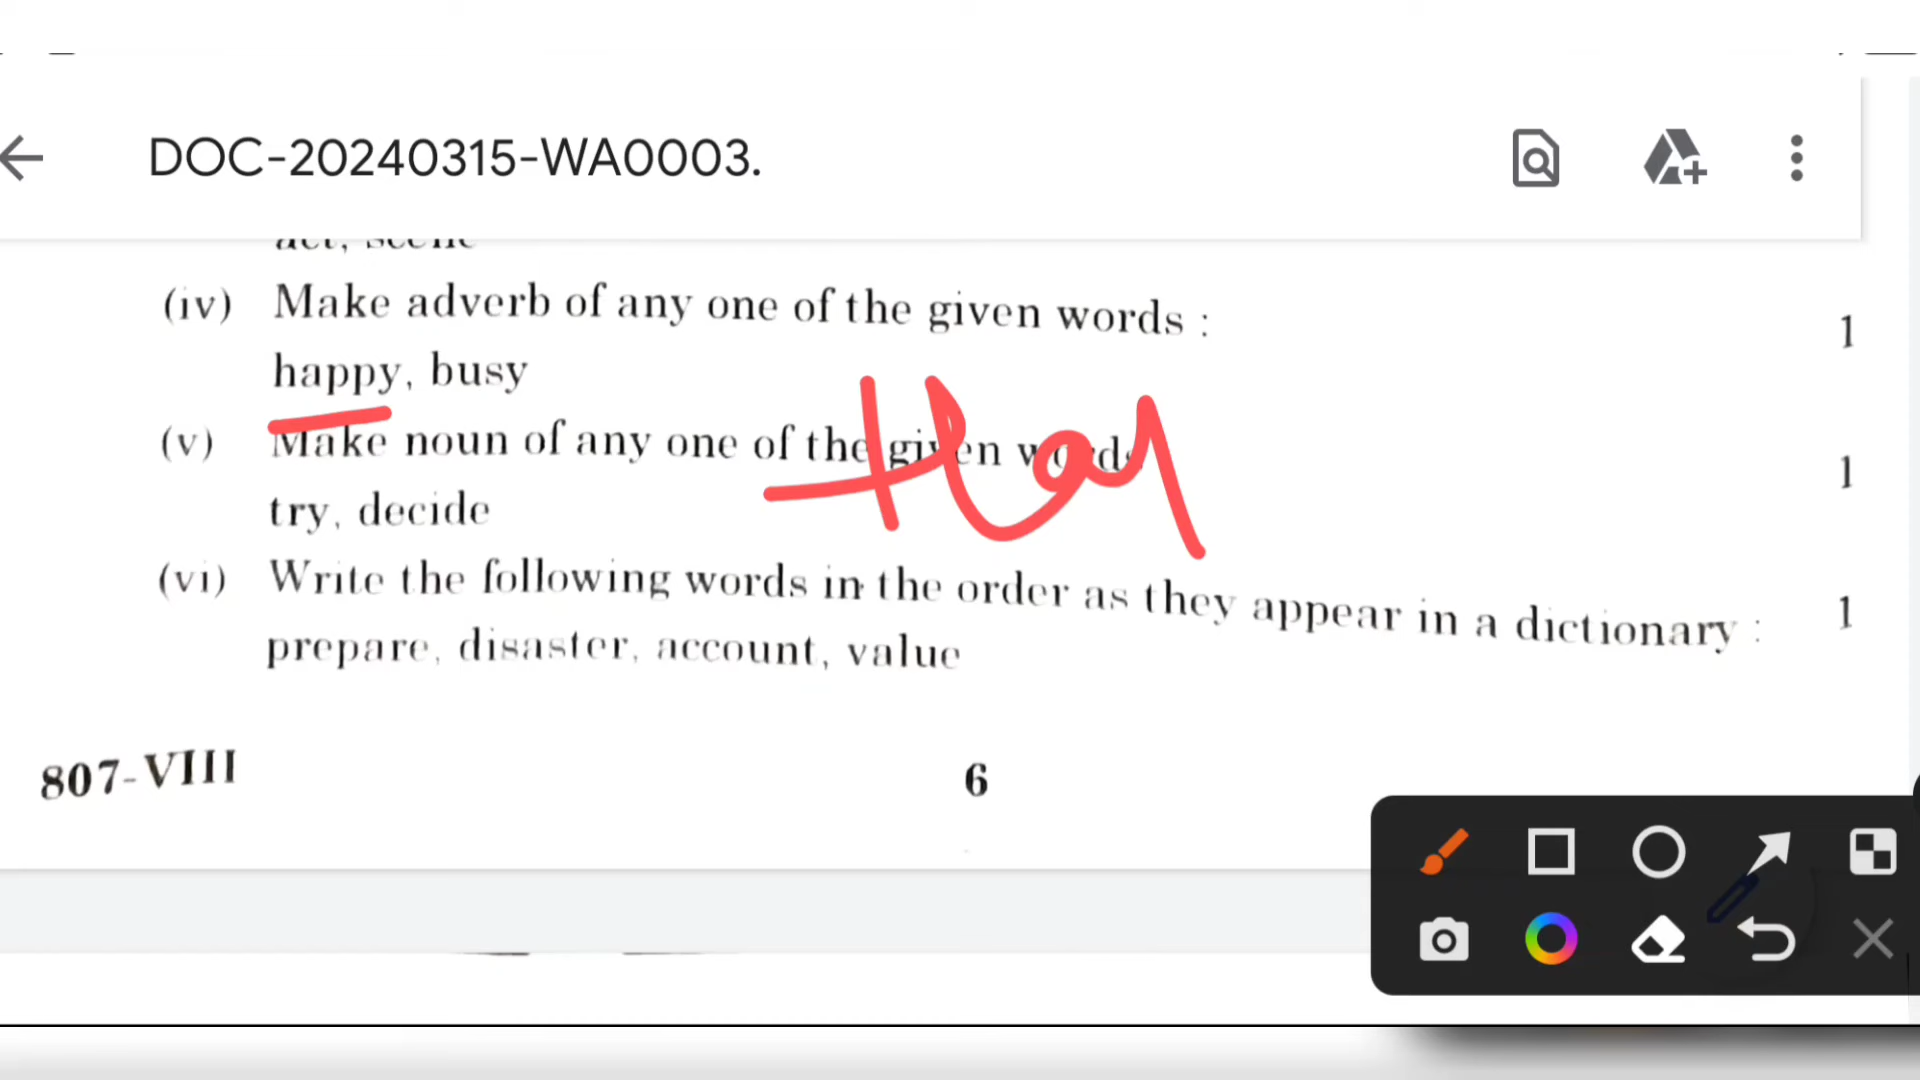 DOC-20240315-WA0003.
act, scene
(iv) Make adverb of any one of the given words : 1
happy, busy
(v) Make noun of any one of the given words 1
try, decide
(vi) Write the following words in the order as they appear in a dictionary : 1
prepare, disaster, account, value
807-VIII 6